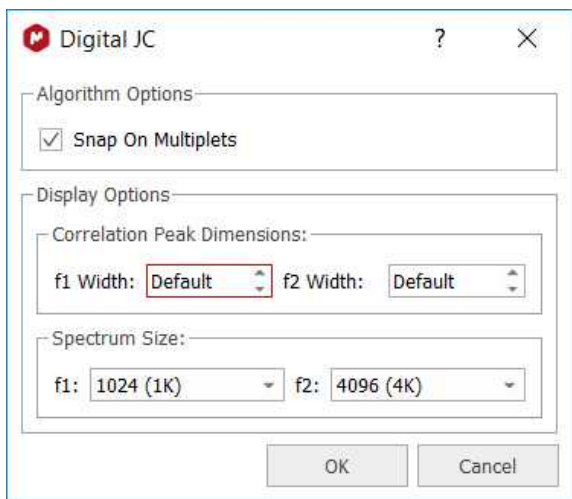 Digital JC ? ×
Algorithm Options
Snap On Multiplets
Display Options
Correlation Peak Dimensions:
f1 Width: Default f2 Width: Default
Spectrum Size:
f1: 1024 (1K) f2: 4096 (4K)
OK Cancel